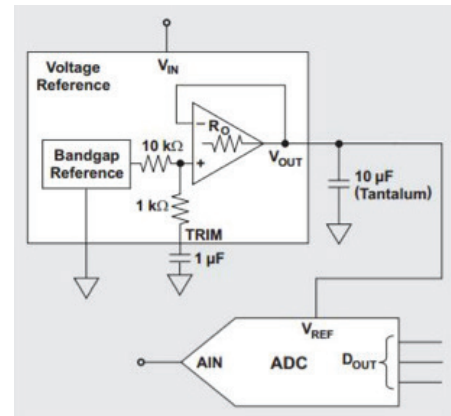 Voltage
Reference
VIN
Bandgap
Reference
10 kΩ
RO
−
+
VOUT
1 kΩ
TRIM
1 µF
10 µF
(Tantalum)
VREF
AIN
ADC
DOUT